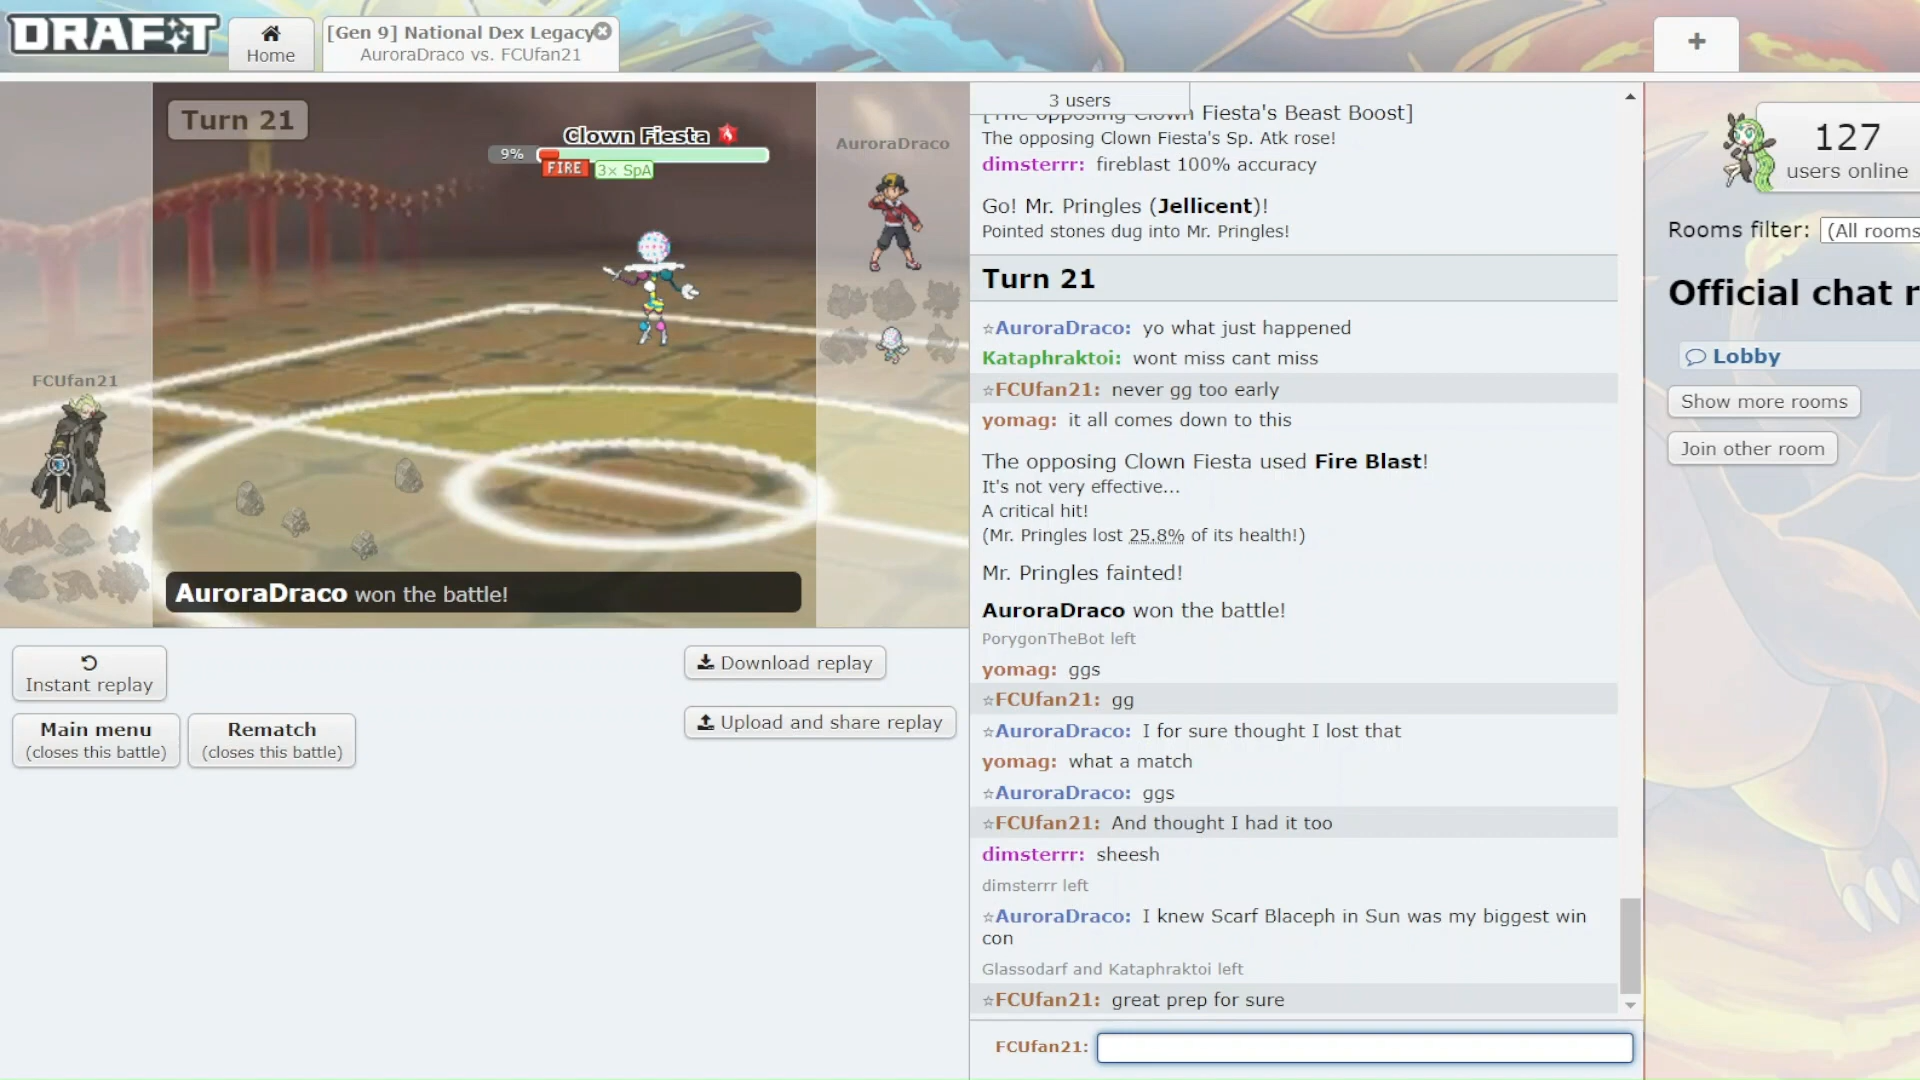 DRAFT
Home
[Gen 9] National Dex Legacy
AuroraDraco vs. FCUfan21
Turn 21
Clown Fiesta
9%
FIRE 3× SpA
AuroraDraco
FCUfan21
AuroraDraco won the battle!
Instant replay
Download replay
Upload and share replay
Main menu
(closes this battle)
Rematch
(closes this battle)
3 users
[The opposing Clown Fiesta's Beast Boost]
The opposing Clown Fiesta's Sp. Atk rose!
dimsterrr: fireblast 100% accuracy
Go! Mr. Pringles (Jellicent)!
Pointed stones dug into Mr. Pringles!
Turn 21
☆AuroraDraco: yo what just happened
Kataphraktoi: wont miss cant miss
☆FCUfan21: never gg too early
yomag: it all comes down to this
The opposing Clown Fiesta used Fire Blast!
It's not very effective...
A critical hit!
(Mr. Pringles lost 25.8% of its health!)
Mr. Pringles fainted!
AuroraDraco won the battle!
PorygonTheBot left
yomag: ggs
☆FCUfan21: gg
☆AuroraDraco: I for sure thought I lost that
yomag: what a match
☆AuroraDraco: ggs
☆FCUfan21: And thought I had it too
dimsterrr: sheesh
dimsterrr left
☆AuroraDraco: I knew Scarf Blaceph in Sun was my biggest win
con
Glassodarf and Kataphraktoi left
☆FCUfan21: great prep for sure
FCUfan21:
127
users online
Rooms filter: (All rooms
Official chat r
Lobby
Show more rooms
Join other room